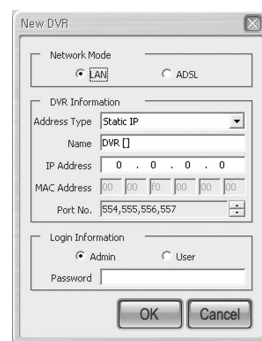 New DVR
Network Mode
LAN ADSL
DVR Information
Address Type Static IP
Name DVR []
IP Address 0 . 0 . 0 . 0
MAC Address 00 00 F0 00 00 00
Port No. 554,555,556,557
Login Information
Admin User
Password
OK Cancel